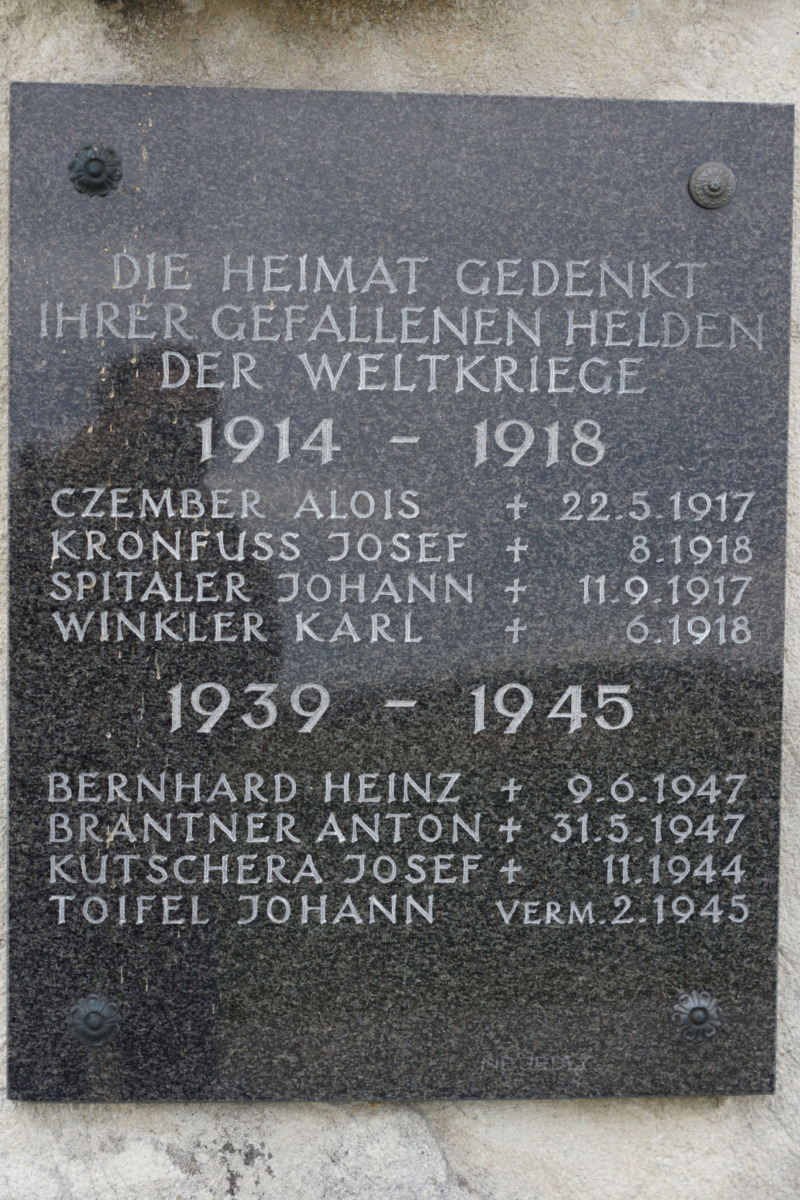 DIE HEIMAT GEDENKT
IHRER GEFALLENEN HELDEN
DER WELTKRIEGE
1914 - 1918
CZEMBER ALOIS + 22.5.1917
KRONFUSS JOSEF + 8.1918
SPITALER JOHANN + 11.9.1917
WINKLER KARL + 6.1918
1939 - 1945
BERNHARD HEINZ + 9.6.1947
BRANTNER ANTON + 31.5.1947
KUTSCHERA JOSEF + 11.1944
TOIFEL JOHANN VERM. 2.1945